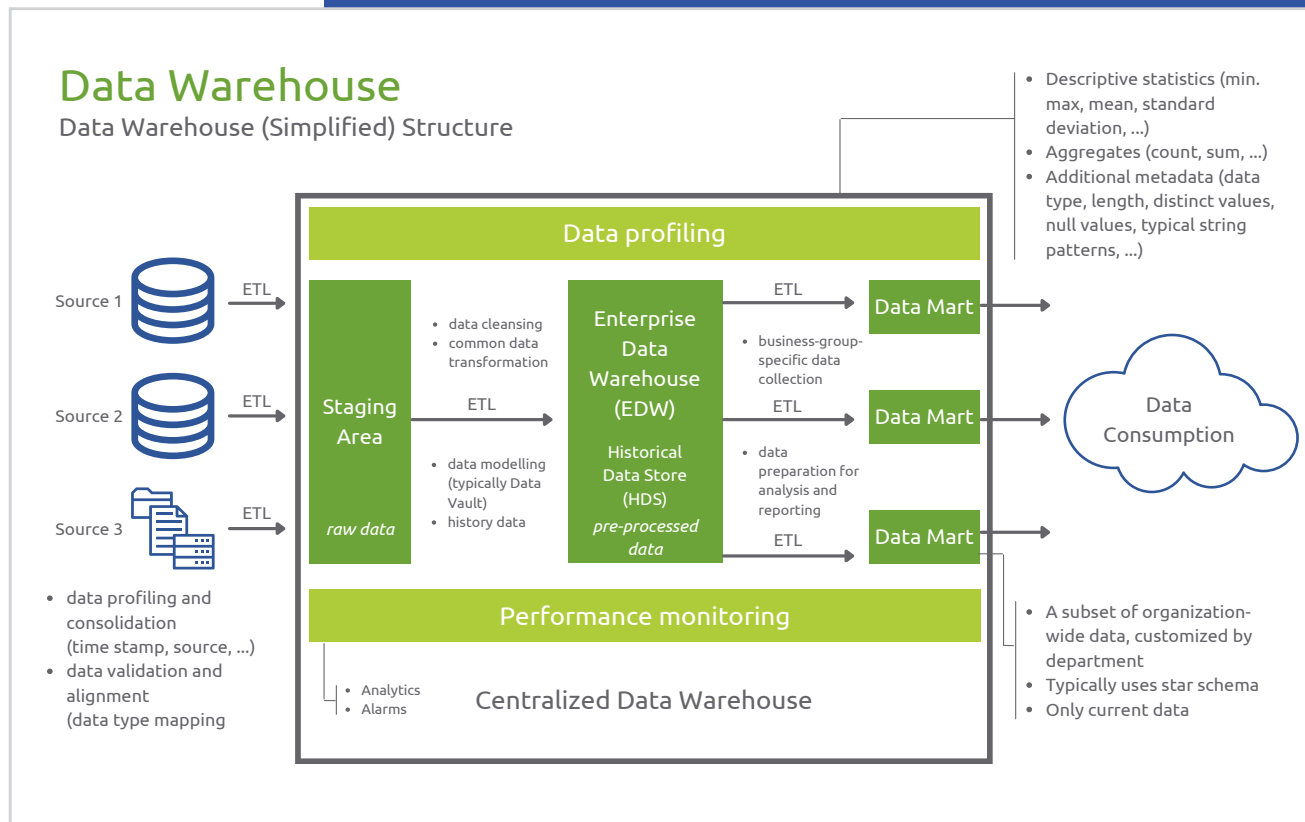 Data Warehouse
Data Warehouse (Simplified) Structure
• Descriptive statistics (min.
max, mean, standard
deviation, ...)
• Aggregates (count, sum, ...)
• Additional metadata (data
type, length, distinct values,
null values, typical string
patterns, ...)
Data profiling
Source 1
ETL
Source 2
ETL
Source 3
ETL
• data profiling and
consolidation
(time stamp, source, ...)
• data validation and
alignment
(data type mapping
Staging
Area
raw data
• data cleansing
• common data
transformation
ETL
• data modelling
(typically Data
Vault)
• history data
Enterprise
Data
Warehouse
(EDW)
Historical
Data Store
(HDS)
pre-processed
data
ETL
• business-group-
specific data
collection
ETL
• data
preparation for
analysis and
reporting
ETL
Data Mart
Data Mart
Data Mart
Data
Consumption
Performance monitoring
• Analytics
• Alarms
Centralized Data Warehouse
• A subset of organization-
wide data, customized by
department
• Typically uses star schema
• Only current data